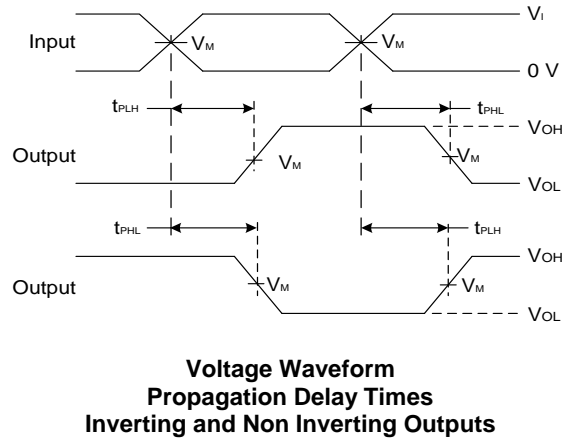 VI
Input VM VM
0 V
tPLH tPHL
VOH
Output VM VM
VOL
tPHL tPLH
VOH
Output VM VM
VOL
Voltage Waveform
Propagation Delay Times
Inverting and Non Inverting Outputs